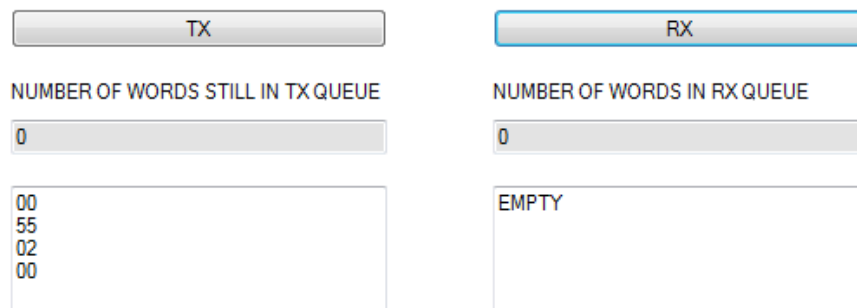 TX
NUMBER OF WORDS STILL IN TX QUEUE
0
00
55
02
00
RX
NUMBER OF WORDS IN RX QUEUE
0
EMPTY